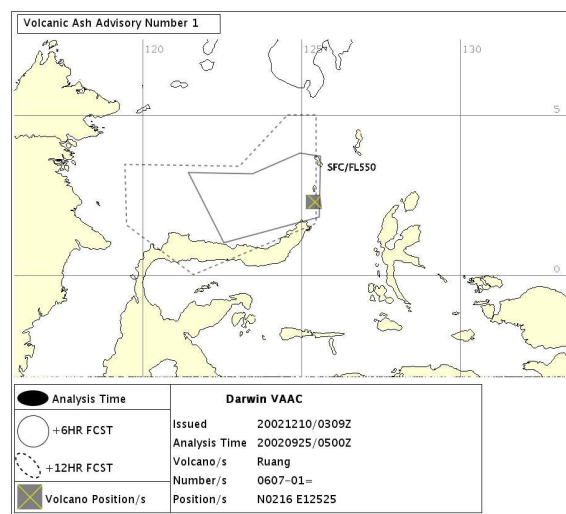 Volcanic Ash Advisory Number 1
120 125 130
5
SFC/FL550
0
Analysis Time
+6HR FCST
+12HR FCST
Volcano Position/s
Darwin VAAC
Issued 20021210/0309Z
Analysis Time 20020925/0500Z
Volcano/s Ruang
Number/s 0607-01=
Position/s N0216 E12525